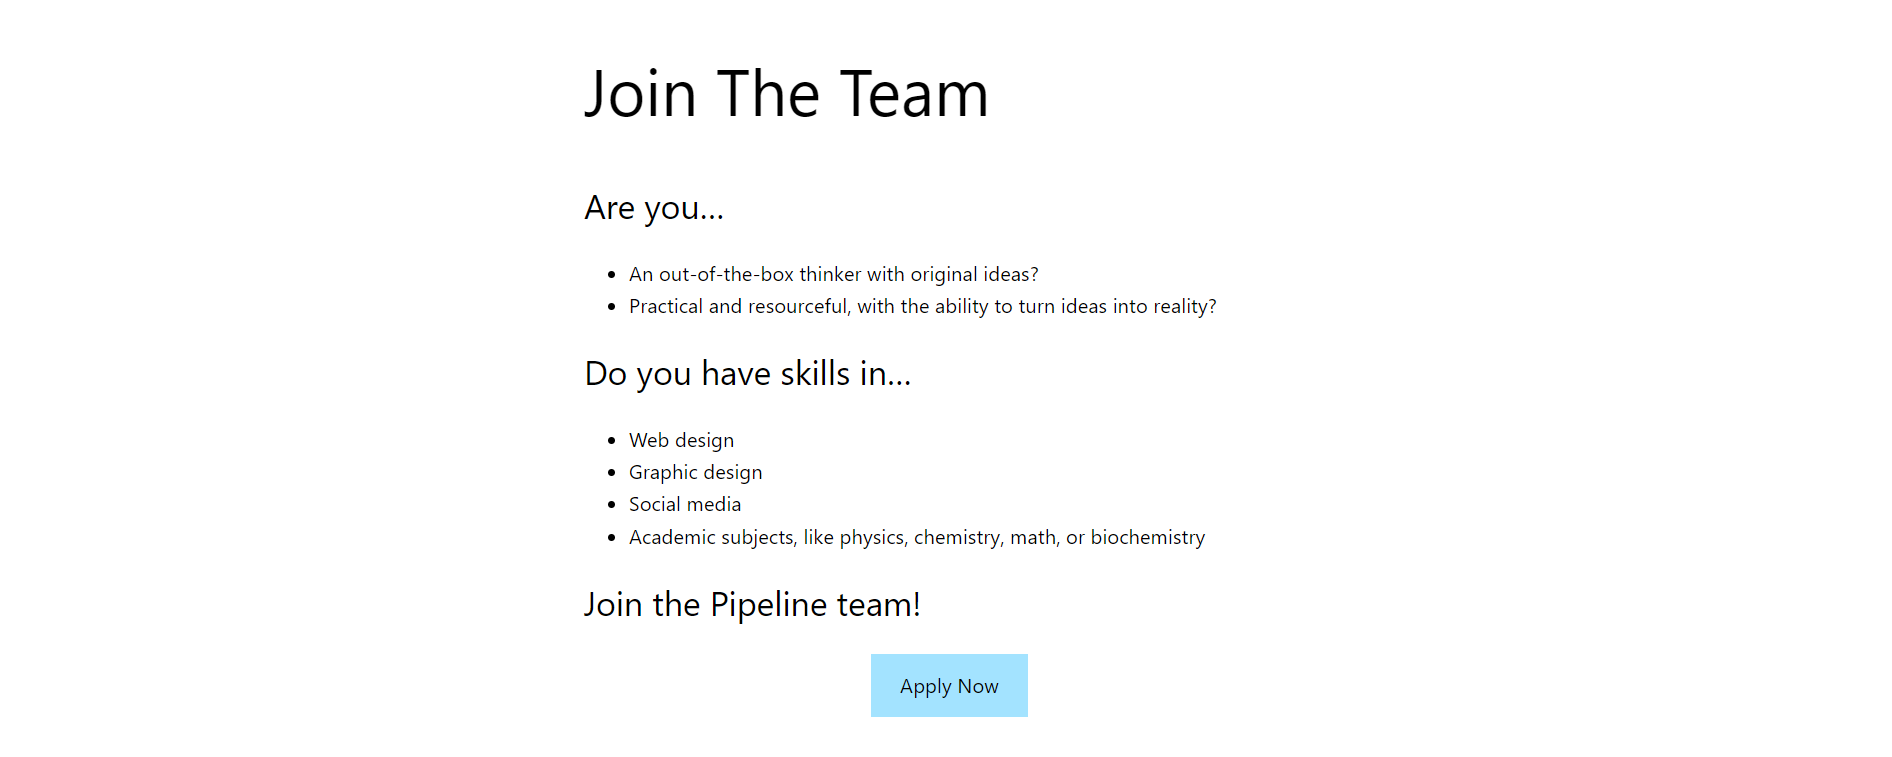 Join The Team
Are you...
• An out-of-the-box thinker with original ideas?
• Practical and resourceful, with the ability to turn ideas into reality?
Do you have skills in...
• Web design
• Graphic design
• Social media
• Academic subjects, like physics, chemistry, math, or biochemistry
Join the Pipeline team!
Apply Now